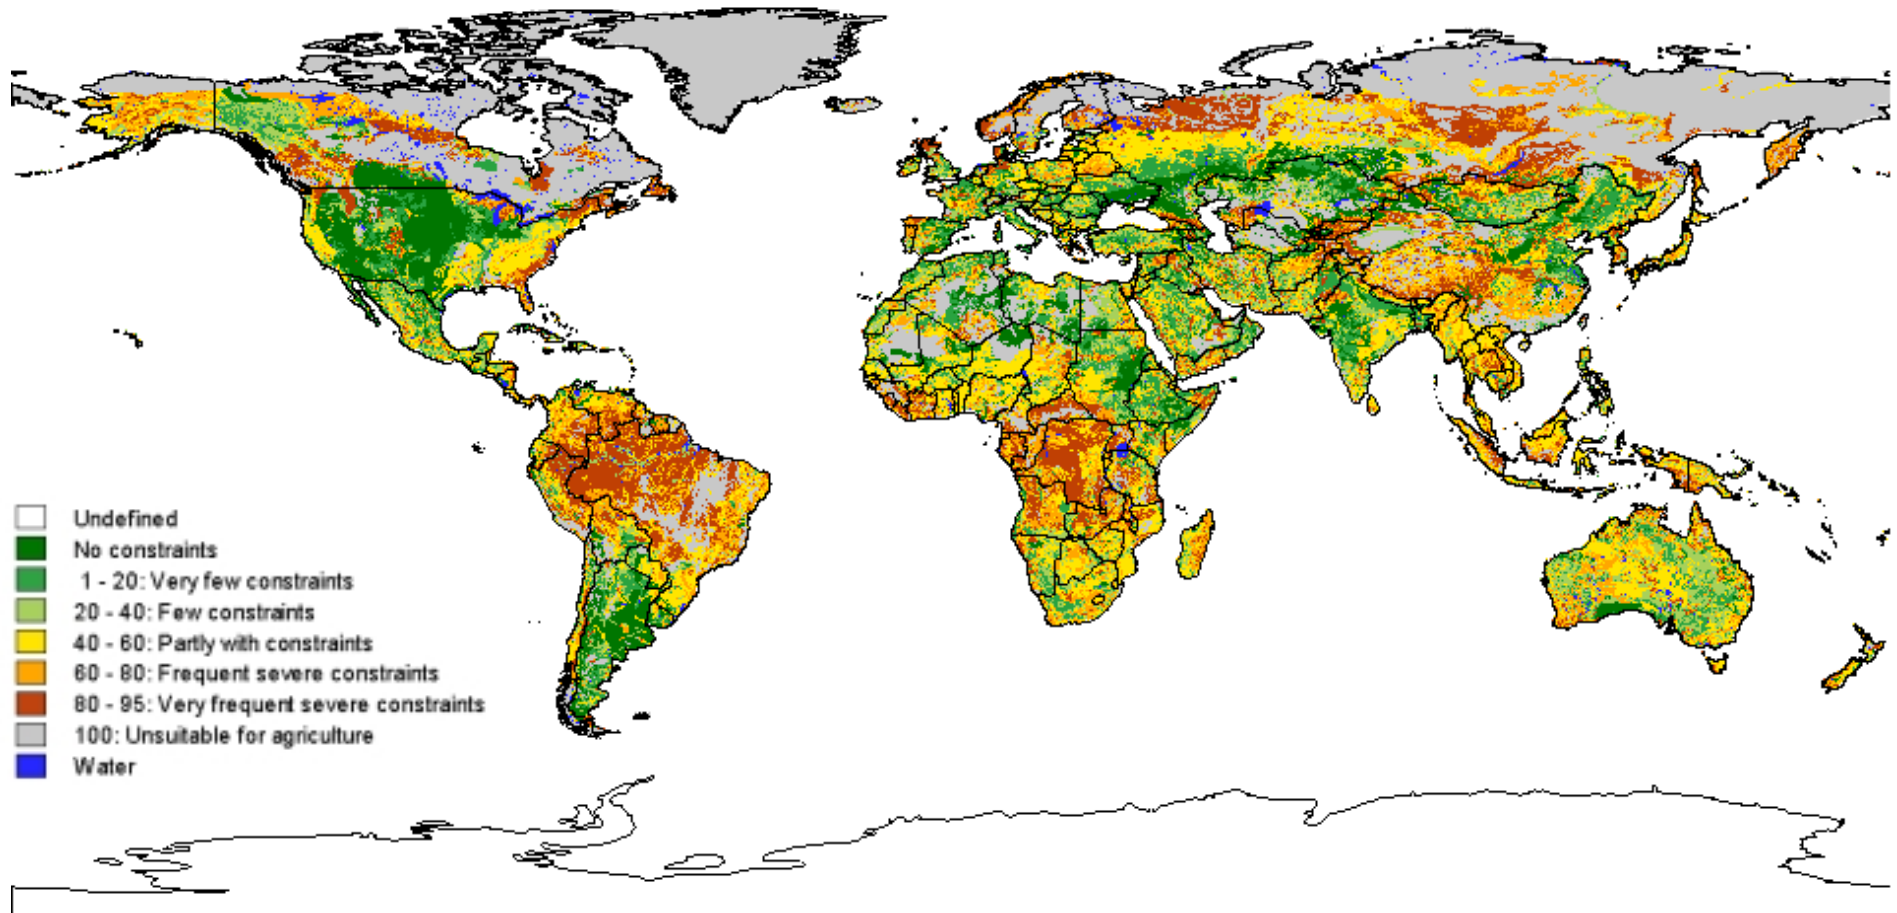 Undefined
No constraints
1 - 20: Very few constraints
20 - 40: Few constraints
40 - 60: Partly with constraints
60 - 80: Frequent severe constraints
80 - 95: Very frequent severe constraints
100: Unsuitable for agriculture
Water